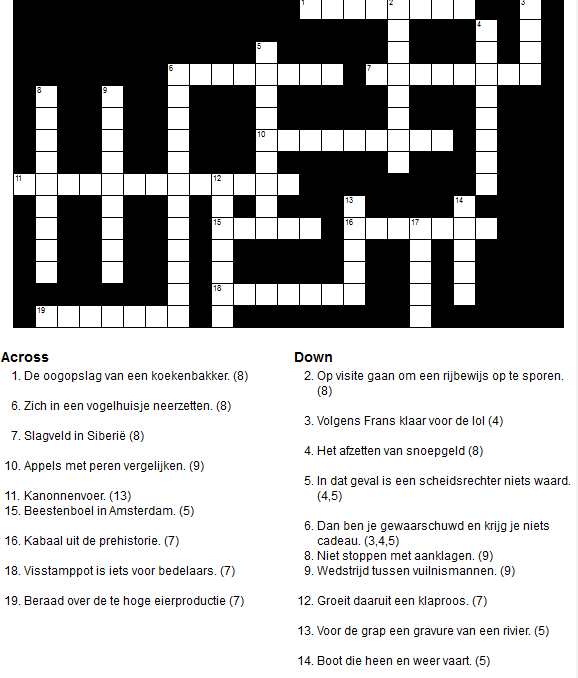 1 2 3
4
5
6 7
8 9
10
11 12
13 14
15 16 17
18
19
Across
1. De oogopslag van een koekenbakker. (8)
6. Zich in een vogelhuisje neerzetten. (8)
7. Slagveld in Siberië (8)
10. Appels met peren vergelijken. (9)
11. Kanonnenvoer. (13)
15. Beestenboel in Amsterdam. (5)
16. Kabaal uit de prehistorie. (7)
18. Visstamppot is iets voor bedelaars. (7)
19. Beraad over de te hoge eierproductie (7)
Down
2. Op visite gaan om een rijbewijs op te sporen.
(8)
3. Volgens Frans klaar voor de lol (4)
4. Het afzetten van snoepgeld (8)
5. In dat geval is een scheidsrechter niets waard.
(4,5)
6. Dan ben je gewaarschuwd en krijg je niets
cadeau. (3,4,5)
8. Niet stoppen met aanklagen. (9)
9. Wedstrijd tussen vuilnismannen. (9)
12. Groeit daaruit een klaproos. (7)
13. Voor de grap een gravure van een rivier. (5)
14. Boot die heen en weer vaart. (5)